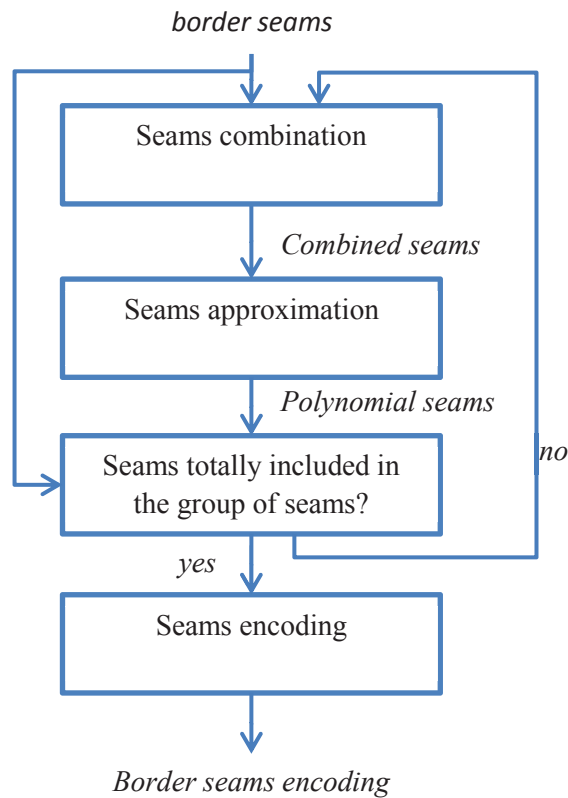 border seams
Seams combination
Combined seams
Seams approximation
Polynomial seams
Seams totally included in
the group of seams?
no
yes
Seams encoding
Border seams encoding